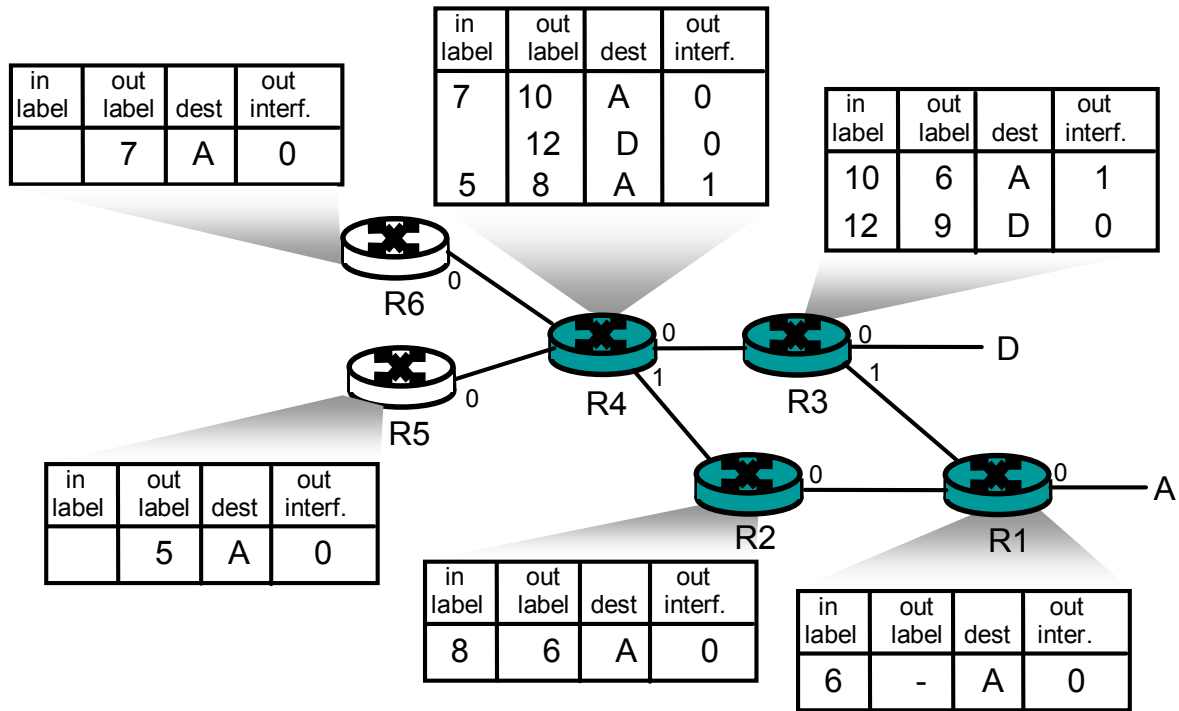 in out dest out
label label interf.
7 10 A 0
12 D 0
5 8 A 1
in out dest out
label label interf.
7 A 0
in out dest out
label label interf.
10 6 A 1
12 9 D 0
0
R6
0
R5
0
1
R4
0
1
R3
D
0
R2
0
R1
A
in out dest out
label label interf.
5 A 0
in out dest out
label label interf.
8 6 A 0
in out dest out
label label inter.
6 - A 0